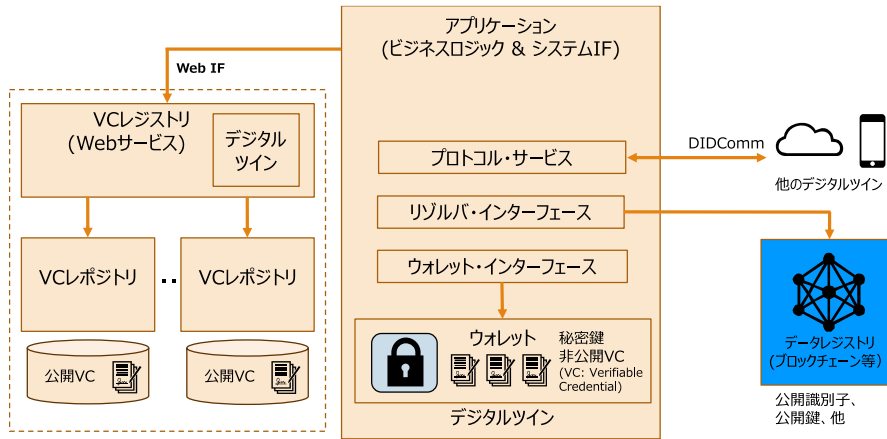 アプリケーション
(ビジネスロジック & システムIF)
Web IF
VCレジストリ
(Webサービス)
デジタル
ツイン
VCレポジトリ
‥
VCレポジトリ
公開VC
公開VC
プロトコル・サービス
リゾルバ・インターフェース
ウォレット・インターフェース
ウォレット
秘密鍵
非公開VC
(VC: Verifiable
Credential)
デジタルツイン
DIDComm
他のデジタルツイン
データレジストリ
(ブロックチェーン等)
公開識別子、
公開鍵、他